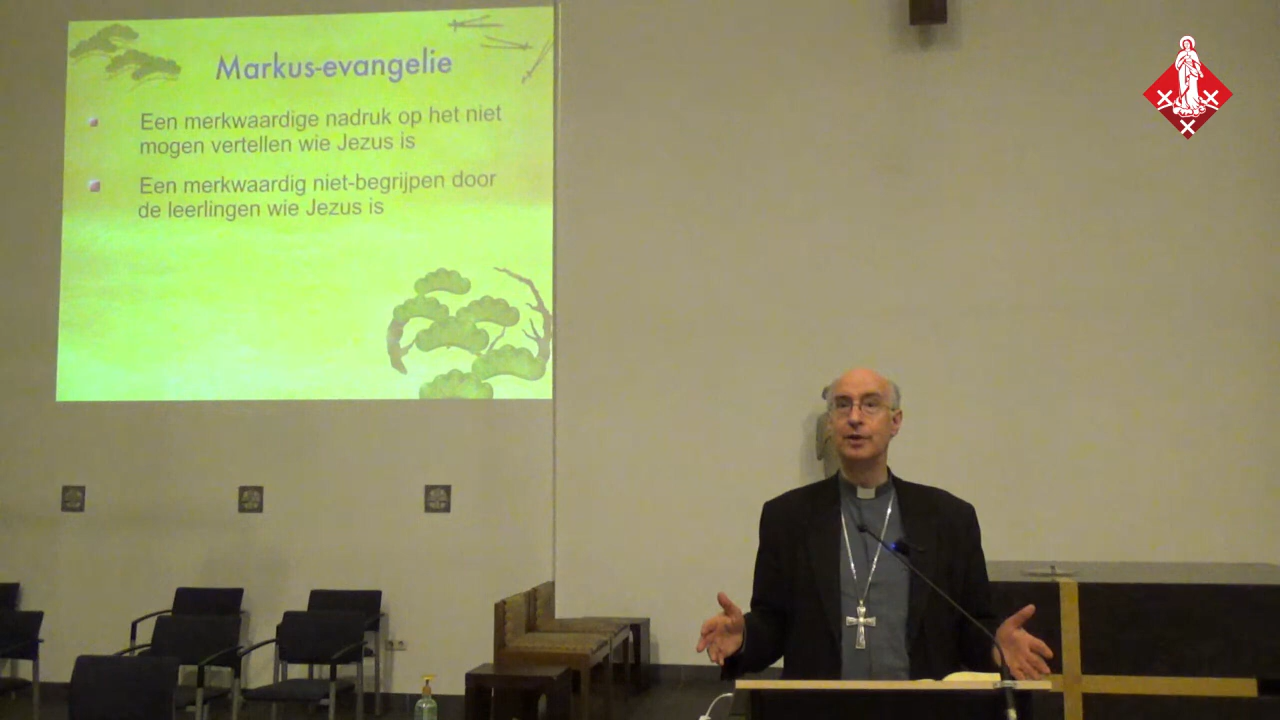 Markus-evangelie
Een merkwaardige nadruk op het niet
mogen vertellen wie Jezus is
Een merkwaardig niet-begrijpen door
de leerlingen wie Jezus is